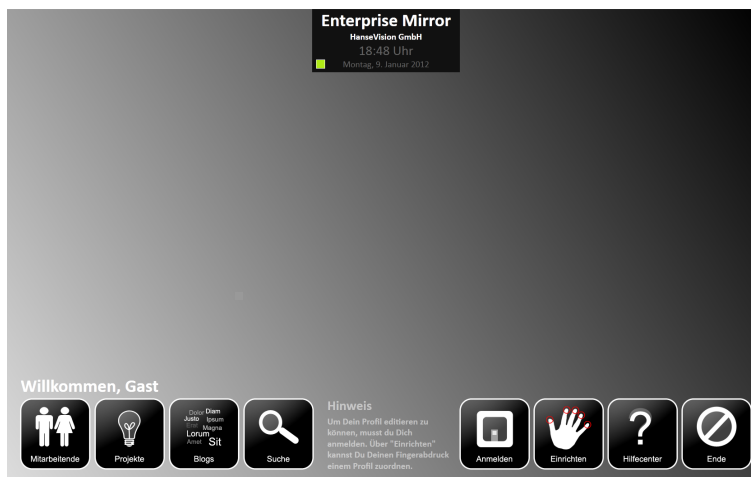 Enterprise Mirror
HanseVision GmbH
18:48 Uhr
Montag, 9. Januar 2012
Willkommen, Gast
Mitarbeitende
Projekte
Dolor Diam
Justo Ipsum
Erat Magna
Lorum
Amet Sit
Blogs
Suche
Hinweis
Um Dein Profil editieren zu
können, musst du Dich
anmelden. Über "Einrichten"
kannst Du Deinen Fingerabdruck
einem Profil zuordnen.
Anmelden
Einrichten
Hilfecenter
Ende